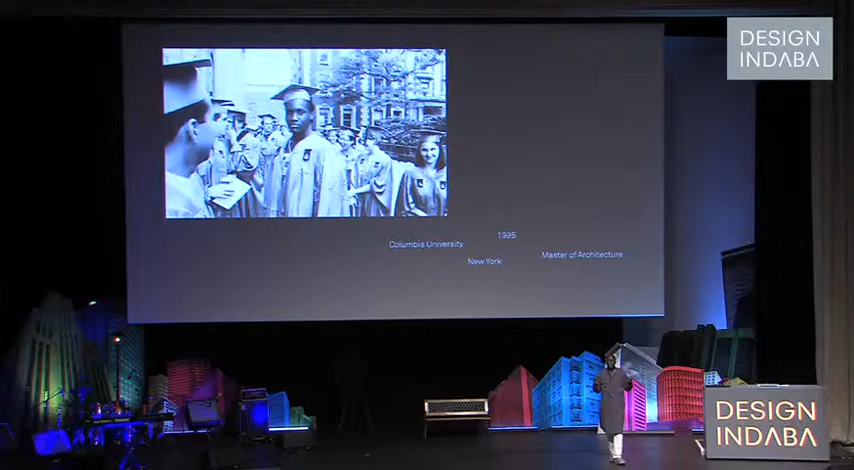 DESIGN
INDABA
1995
Columbia University
Master of Architecture
New York
DESIGN
INDABA